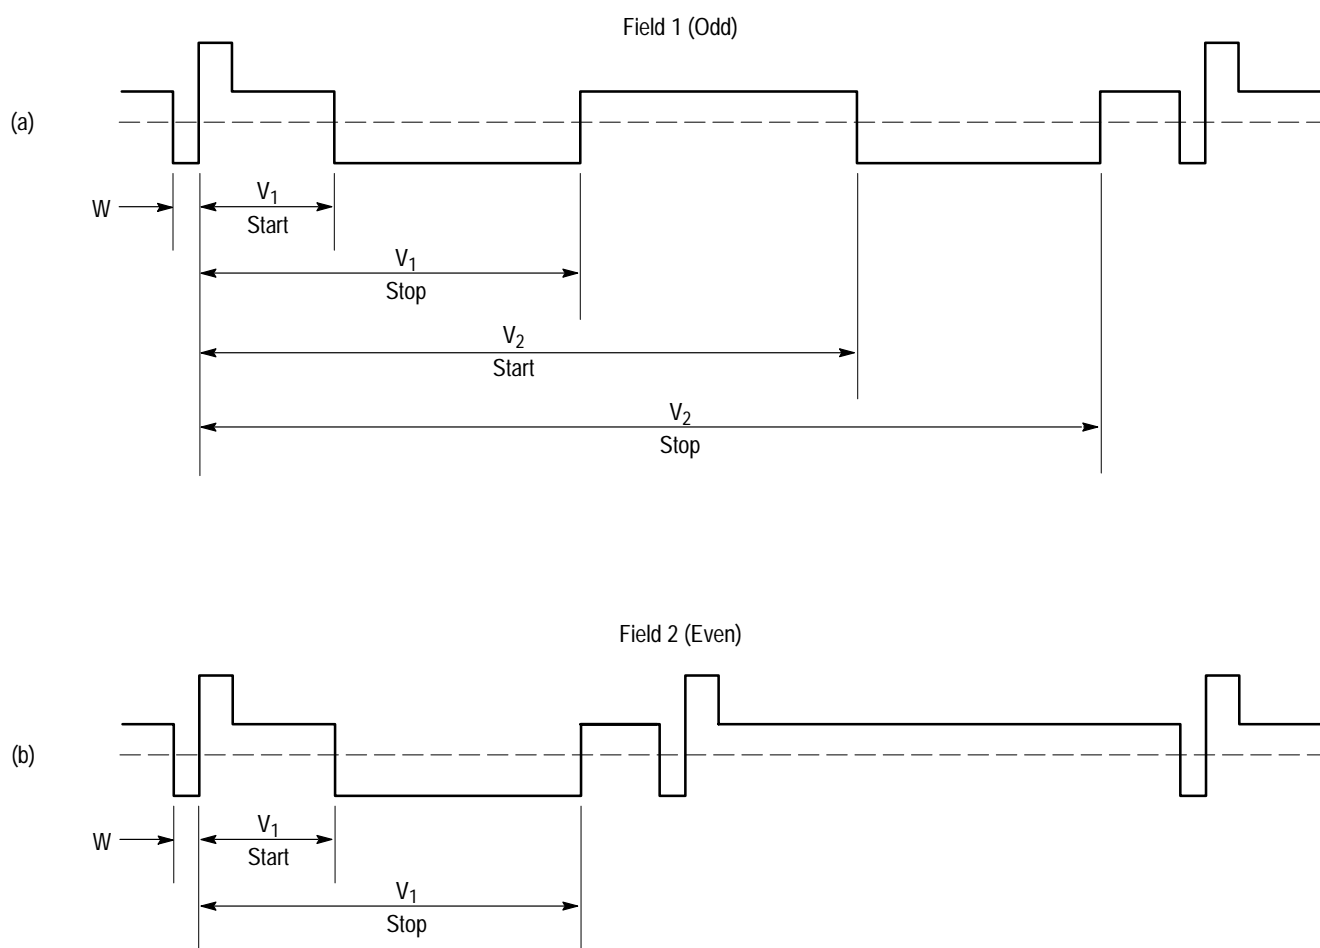 Field 1 (Odd)
(a)
W
V1
Start
V1
Stop
V2
Start
V2
Stop
Field 2 (Even)
(b)
W
V1
Start
V1
Stop